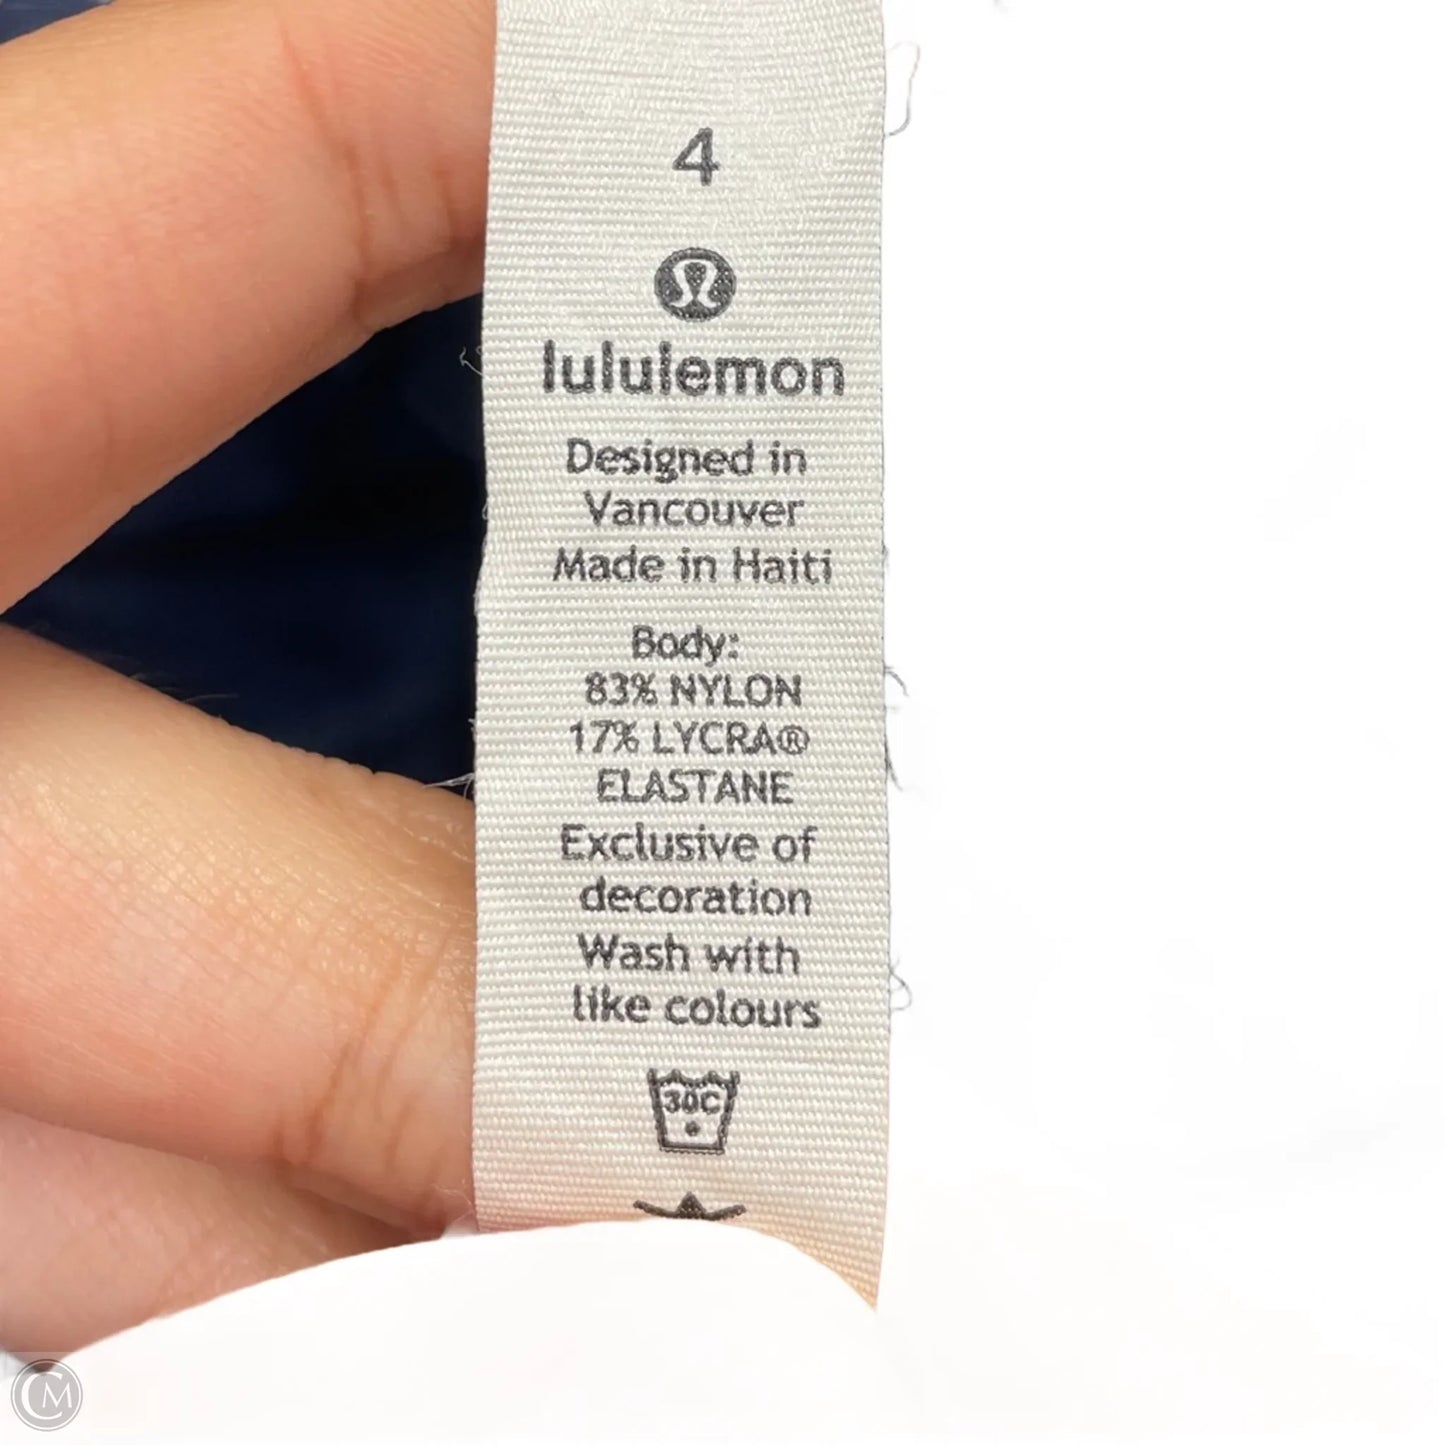 4
lululemon
Designed in
Vancouver
Made in Haiti
Body:
83% NYLON
17% LYCRA®
ELASTANE
Exclusive of
decoration
Wash with
like colours
30C
CM